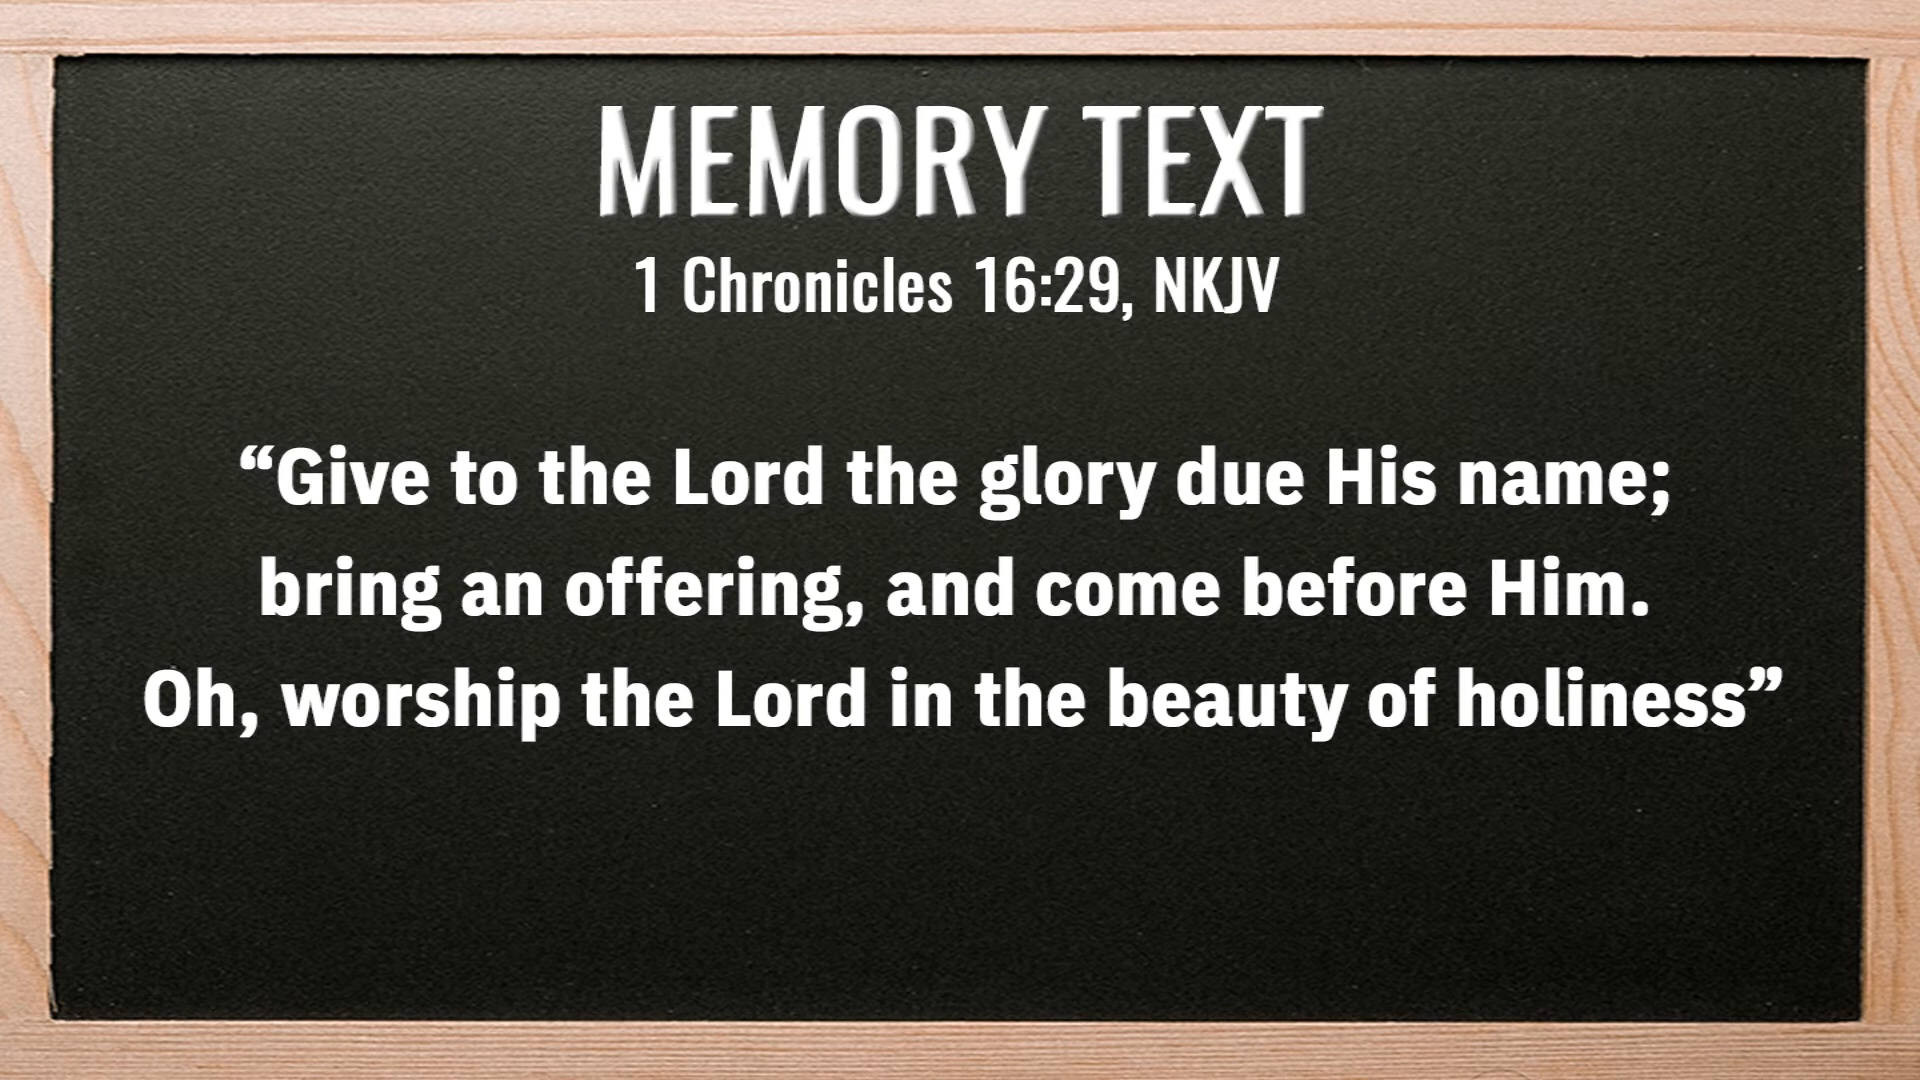 MEMORY TEXT
1 Chronicles 16:29, NKJV
“Give to the Lord the glory due His name;
bring an offering, and come before Him.
Oh, worship the Lord in the beauty of holiness”